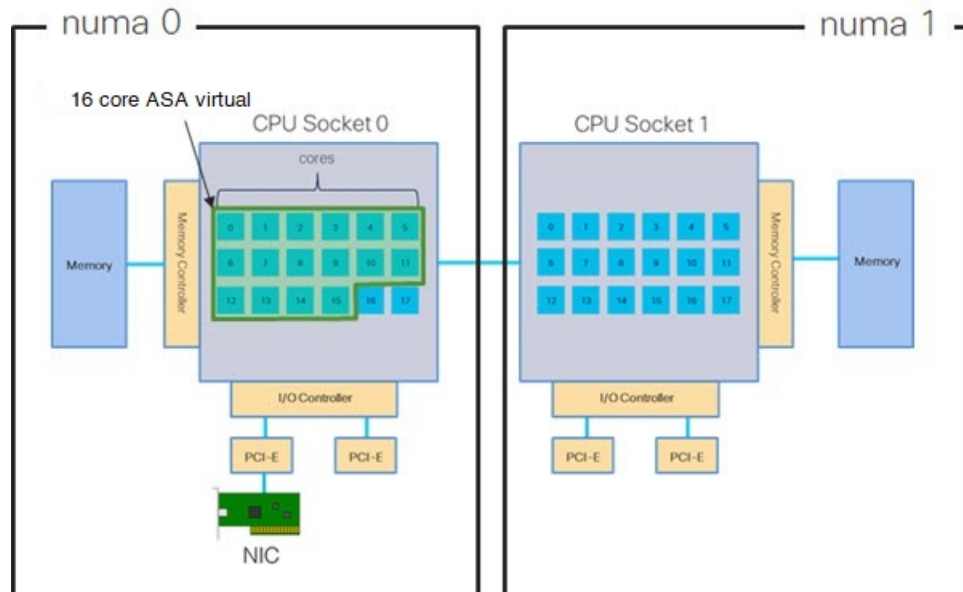 numa 0
numa 1
16 core ASA virtual
CPU Socket 0
CPU Socket 1
cores
Memory
Memory Controller
0 1 2 3 4 5
6 7 8 9 10 11
12 13 14 15 16 17
0 1 2 3 4 5
6 7 8 9 10 11
12 13 14 15 16 17
Memory Controller
Memory
I/O Controller
I/O Controller
PCI-E
PCI-E
PCI-E
PCI-E
NIC